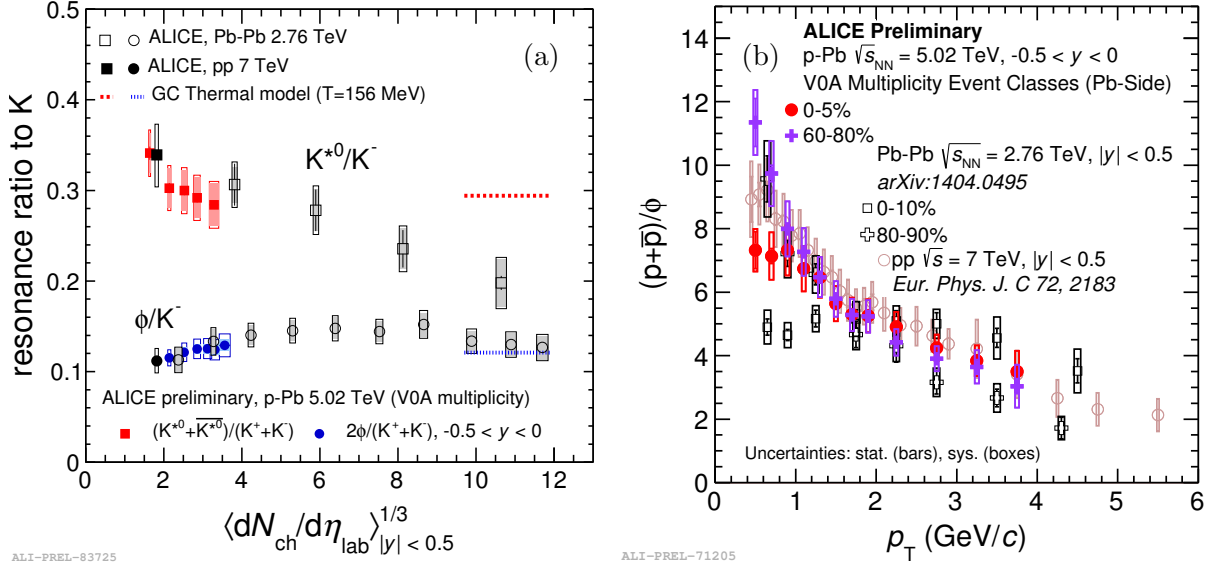 resonance ratio to K
0.5
0.4
0.3
0.2
0.1
0
ALICE, Pb-Pb 2.76 TeV
(a)
ALICE, pp 7 TeV
GC Thermal model (T=156 MeV)
K*⁰/K⁻
ϕ/K⁻
ALICE preliminary, p-Pb 5.02 TeV (V0A multiplicity)
(K*⁰+K̅*̅⁰̅)/(K⁺+K⁻)
2ϕ/(K⁺+K⁻), -0.5 < y < 0
0 2 4 6 8 10 12
⟨dN_ch/dη_lab⟩^1/3_|y| < 0.5
ALI-PREL-83725
(p+p̅)/ϕ
14
12
10
8
6
4
2
0
(b)
ALICE Preliminary
p-Pb √s_NN = 5.02 TeV, -0.5 < y < 0
V0A Multiplicity Event Classes (Pb-Side)
0-5%
60-80%
Pb-Pb √s_NN = 2.76 TeV, |y| < 0.5
arXiv:1404.0495
0-10%
80-90%
pp √s = 7 TeV, |y| < 0.5
Eur. Phys. J. C 72, 2183
Uncertainties: stat. (bars), sys. (boxes)
0 1 2 3 4 5 6
p_T (GeV/c)
ALI-PREL-71205